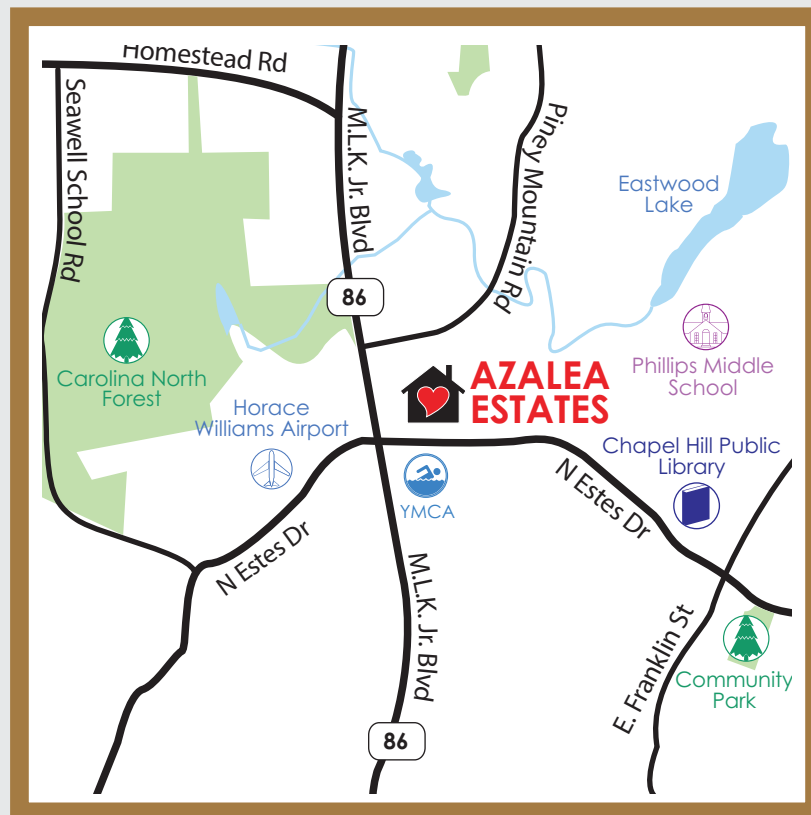 Homestead Rd
Seawell School Rd
M.L.K. Jr. Blvd
Piney Mountain Rd
Eastwood
Lake
86
Carolina North
Forest
Phillips Middle
School
AZALEA
ESTATES
Horace
Williams Airport
Chapel Hill Public
Library
YMCA
N Estes Dr
N Estes Dr
M.L.K. Jr. Blvd
E. Franklin St
Community
Park
86